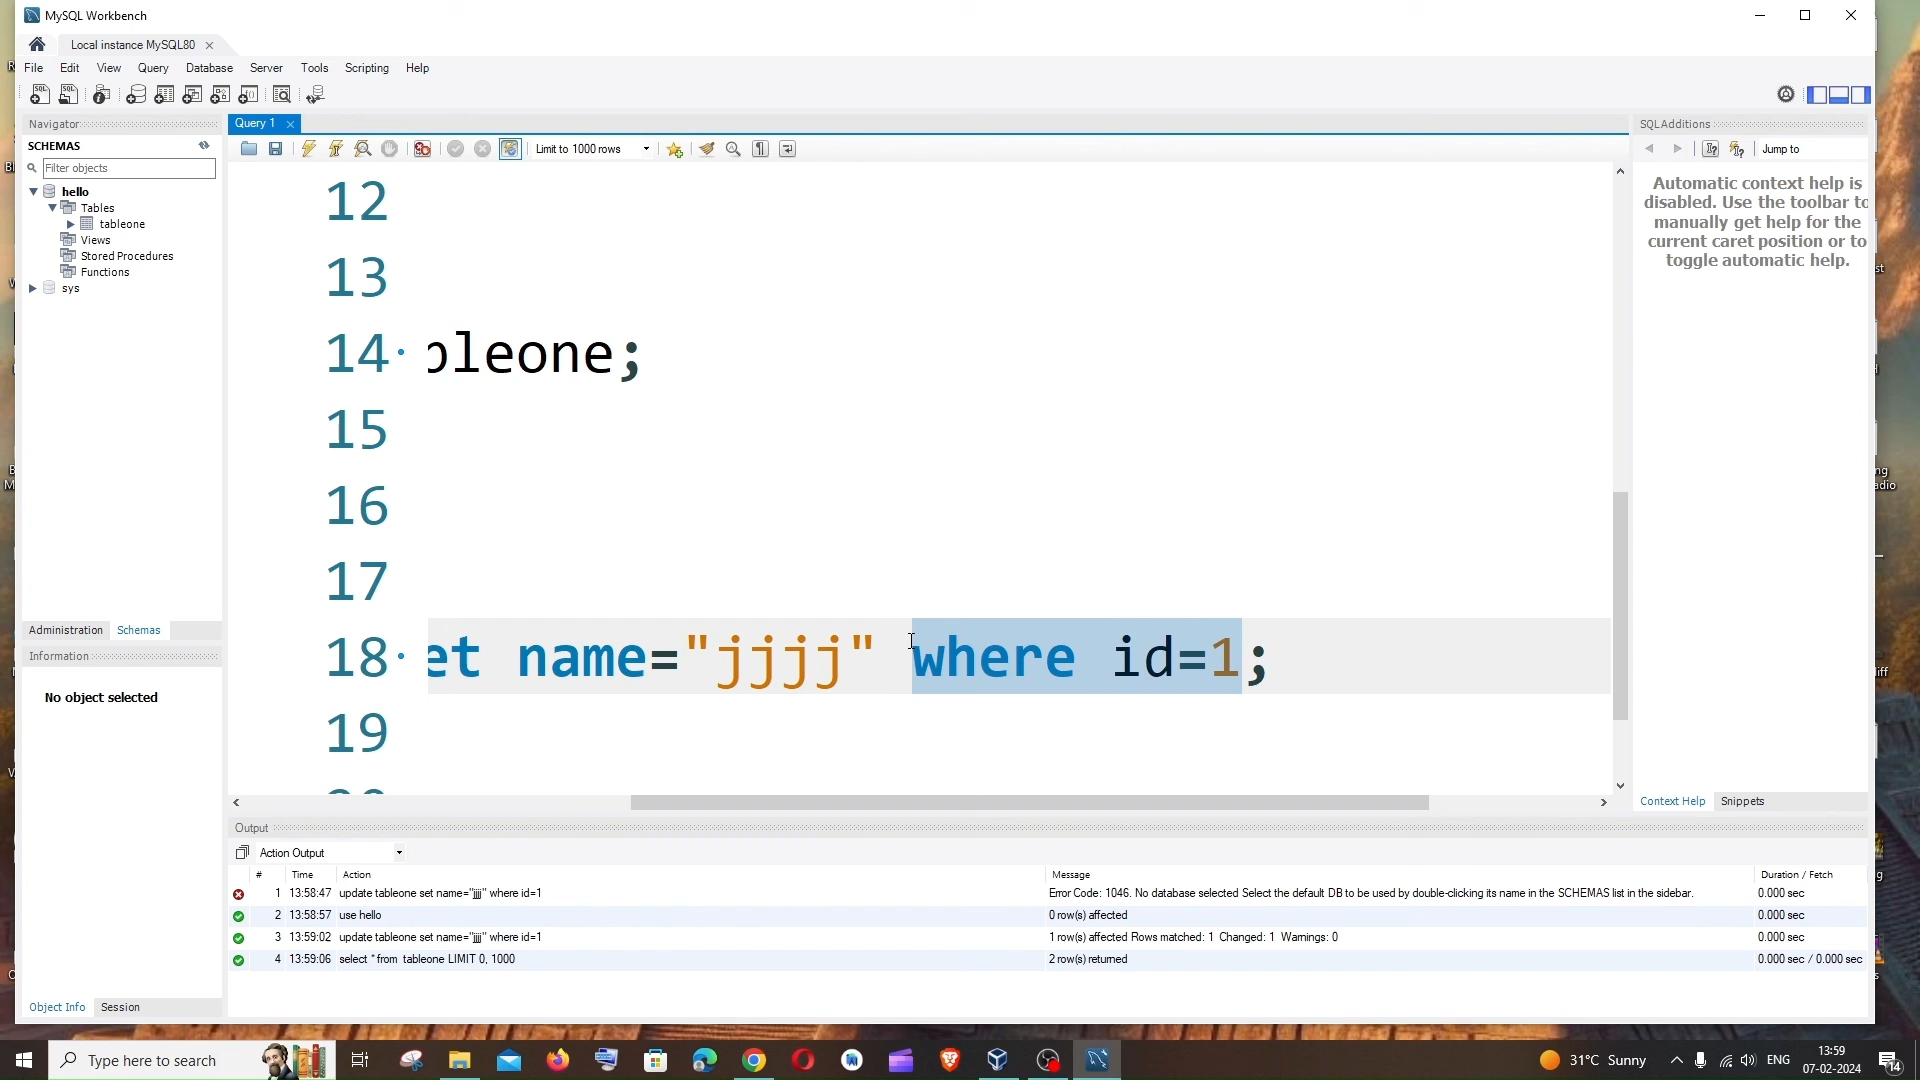 MySQL Workbench
Local instance MySQL80
File Edit View Query Database Server Tools Scripting Help
Navigator
SCHEMAS
Filter objects
hello
Tables
tableone
Views
Stored Procedures
Functions
sys
Administration Schemas
Information
No object selected
Object Info Session
Query 1
Limit to 1000 rows
12
13
14 bleone;
15
16
17
18 et name="jjjj" where id=1;
19
SQLAdditions
Jump to
Automatic context help is
disabled. Use the toolbar to
manually get help for the
current caret position or to
toggle automatic help.
Context Help Snippets
Output
Action Output
# Time Action Message Duration / Fetch
1 13:58:47 update tableone set name="jjjj" where id=1 Error Code: 1046. No database selected Select the default DB to be used by double-clicking its name in the SCHEMAS list in the sidebar. 0.000 sec
2 13:58:57 use hello 0 row(s) affected 0.000 sec
3 13:59:02 update tableone set name="jjjj" where id=1 1 row(s) affected Rows matched: 1 Changed: 1 Warnings: 0 0.000 sec
4 13:59:06 select * from tableone LIMIT 0, 1000 2 row(s) returned 0.000 sec / 0.000 sec
Type here to search
31°C Sunny
ENG
13:59
07-02-2024
14